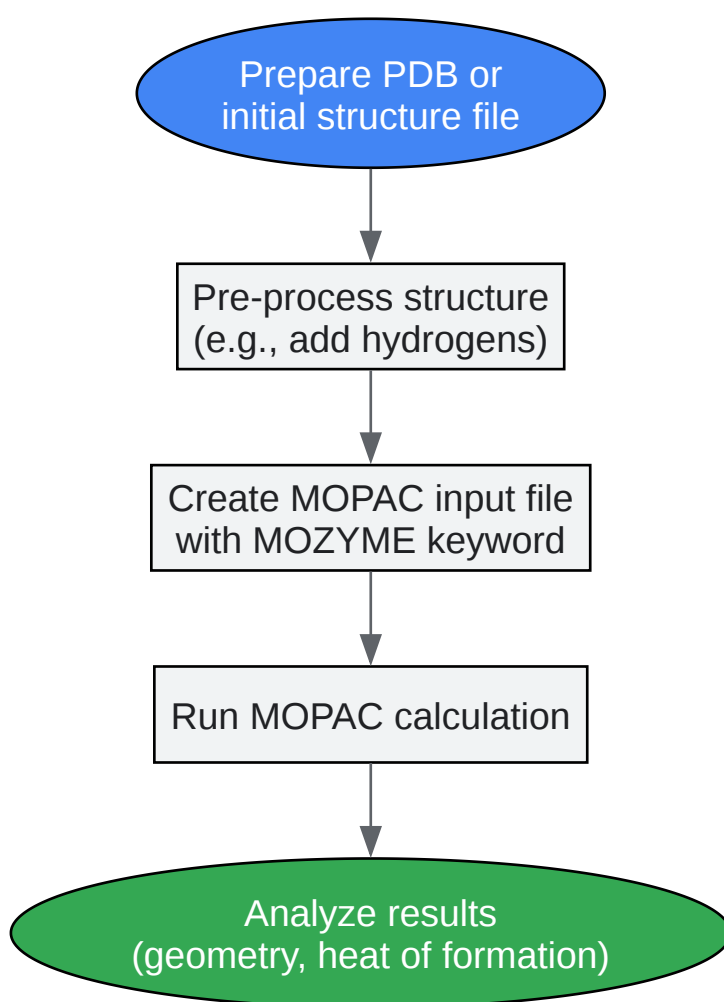 Prepare PDB or
initial structure file
Pre-process structure
(e.g., add hydrogens)
Create MOPAC input file
with MOZYME keyword
Run MOPAC calculation
Analyze results
(geometry, heat of formation)